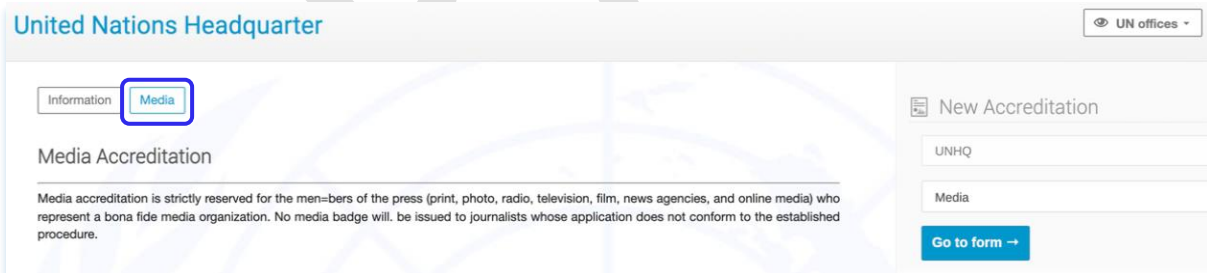 United Nations Headquarter
UN offices
Information
Media
New Accreditation
Media Accreditation
UNHQ
Media accreditation is strictly reserved for the men=bers of the press (print, photo, radio, television, film, news agencies, and online media) who
represent a bona fide media organization. No media badge will. be issued to journalists whose application does not conform to the established
procedure.
Media
Go to form →